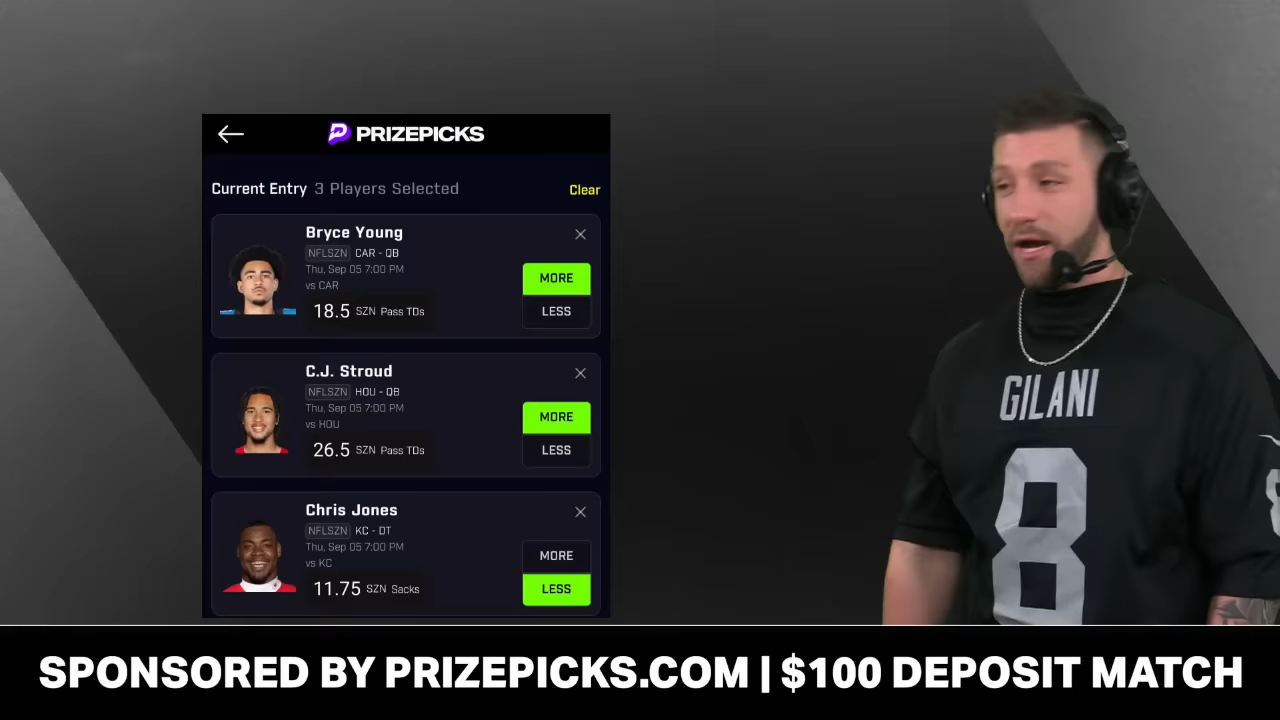 PRIZEPICKS
Current Entry 3 Players Selected Clear
Bryce Young
NFLSZN CAR - QB
Thu, Sep 05 7:00 PM
vs CAR
18.5 SZN Pass TDs
MORE
LESS
C.J. Stroud
NFLSZN HOU - QB
Thu, Sep 05 7:00 PM
vs HOU
26.5 SZN Pass TDs
MORE
LESS
Chris Jones
NFLSZN KC - DT
Thu, Sep 05 7:00 PM
vs KC
11.75 SZN Sacks
MORE
LESS
GILANI
8
SPONSORED BY PRIZEPICKS.COM | $100 DEPOSIT MATCH